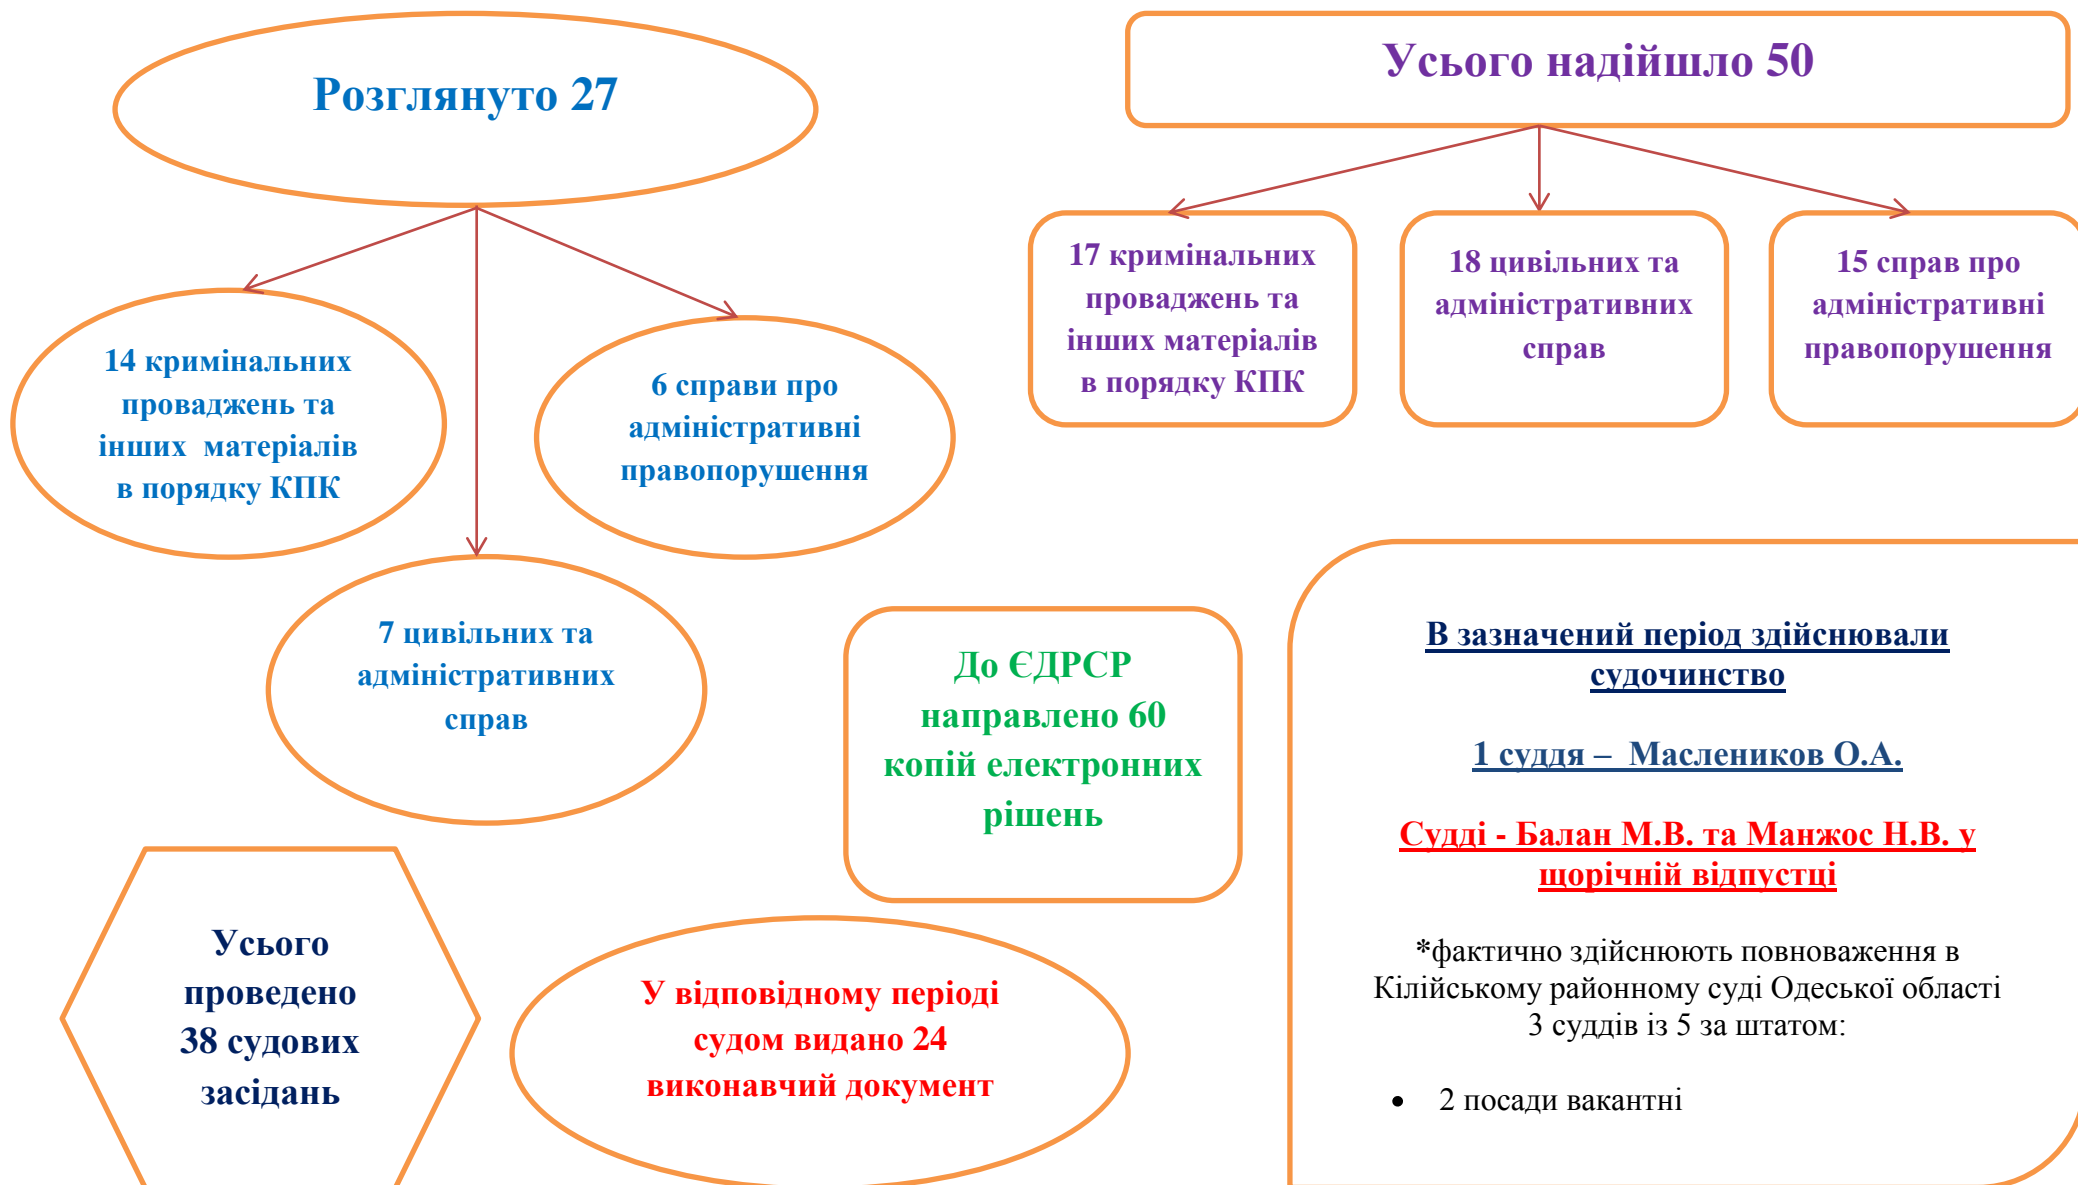 Розглянуто 27
14 кримінальних
проваджень та
інших матеріалів
в порядку КПК
6 справи про
адміністративні
правопорушення
7 цивільних та
адміністративних
справ
Усього надійшло 50
17 кримінальних
проваджень та
інших матеріалів
в порядку КПК
18 цивільних та
адміністративних
справ
15 справ про
адміністративні
правопорушення
До ЄДРСР
направлено 60
копій електронних
рішень
В зазначений період здійснювали
судочинство
1 суддя – Маслеников О.А.
Судді - Балан М.В. та Манжос Н.В. у
щорічній відпустці
*фактично здійснюють повноваження в
Кілійському районному суді Одеської області
3 суддів із 5 за штатом:
• 2 посади вакантні
Усього
проведено
38 судових
засідань
У відповідному періоді
судом видано 24
виконавчий документ